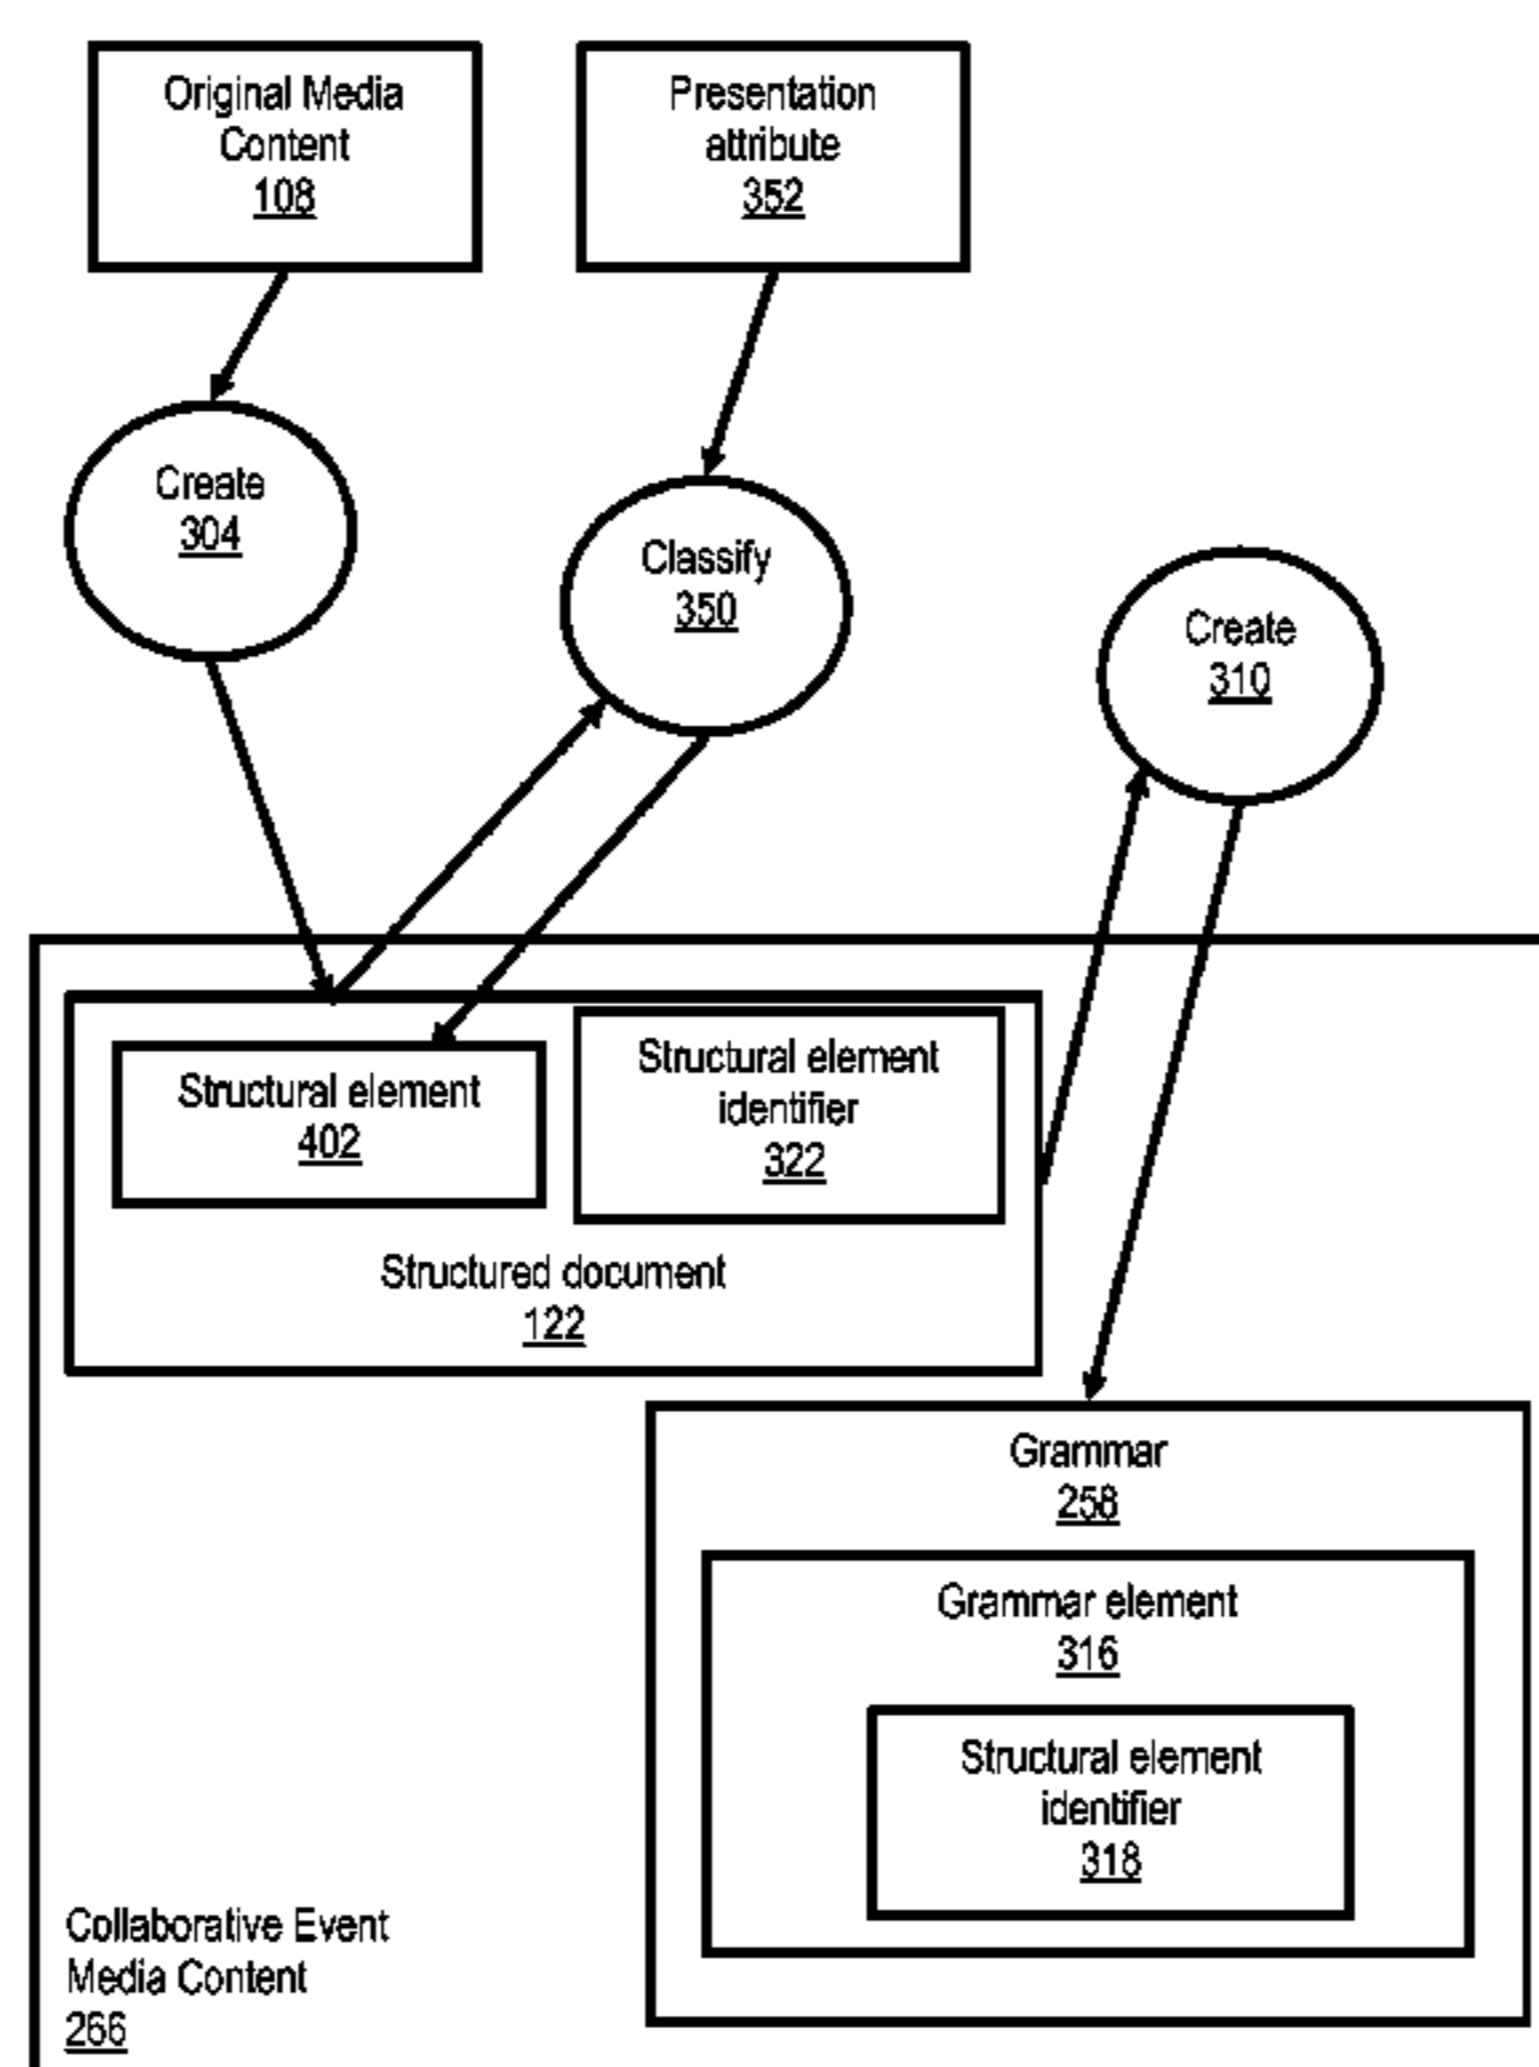 Original Media
Content
108
Presentation
attribute
352
Create
304
Classify
350
Create
310
Structural element
402
Structural element
identifier
322
Structured document
122
Grammar
258
Grammar element
316
Structural element
identifier
318
Collaborative Event
Media Content
266